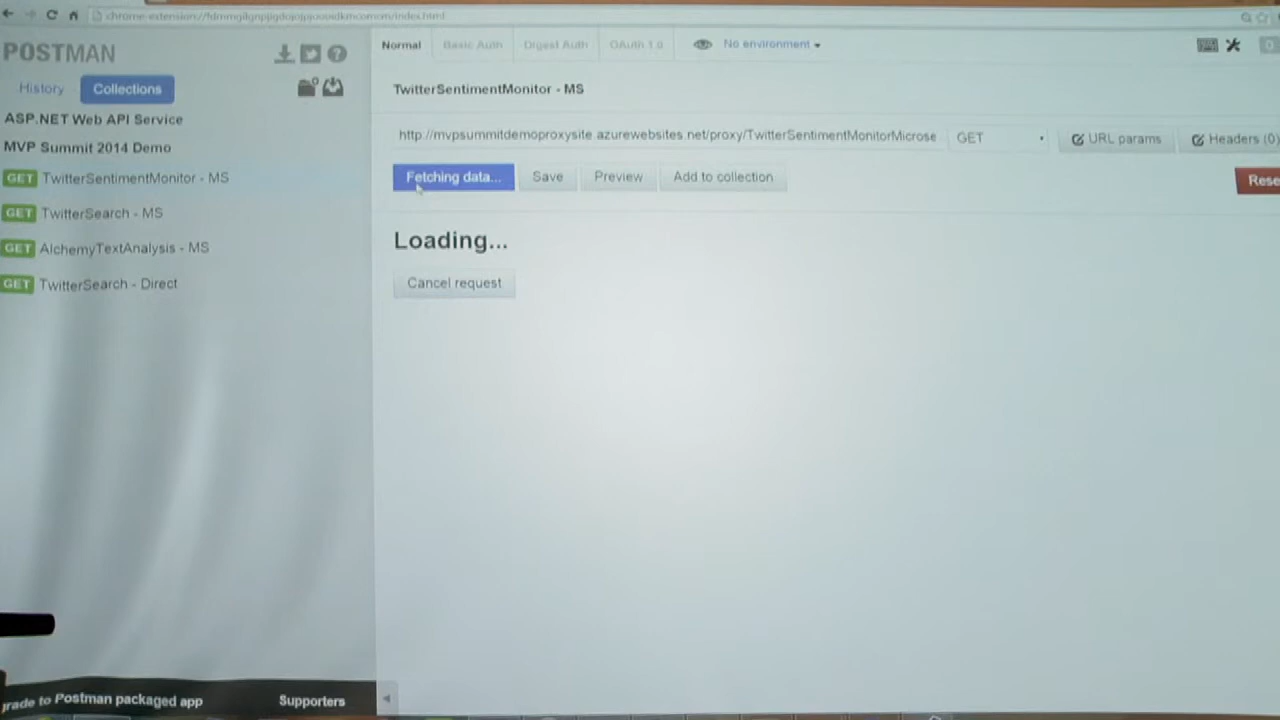 POSTMAN
History
Collections
ASP.NET Web API Service
MVP Summit 2014 Demo
GET TwitterSentimentMonitor - MS
GET TwitterSearch - MS
GET AlchemyTextAnalysis - MS
GET TwitterSearch - Direct
Postman packaged app
Supporters
Normal
Basic Auth
Digest Auth
OAuth 1.0
No environment
TwitterSentimentMonitor - MS
http://mvpsummitdemoproxysite.azurewebsites.net/proxy/TwitterSentimentMonitorMicrosc
GET
URL params
Headers (0)
Fetching data...
Save
Preview
Add to collection
Rese
Loading...
Cancel request